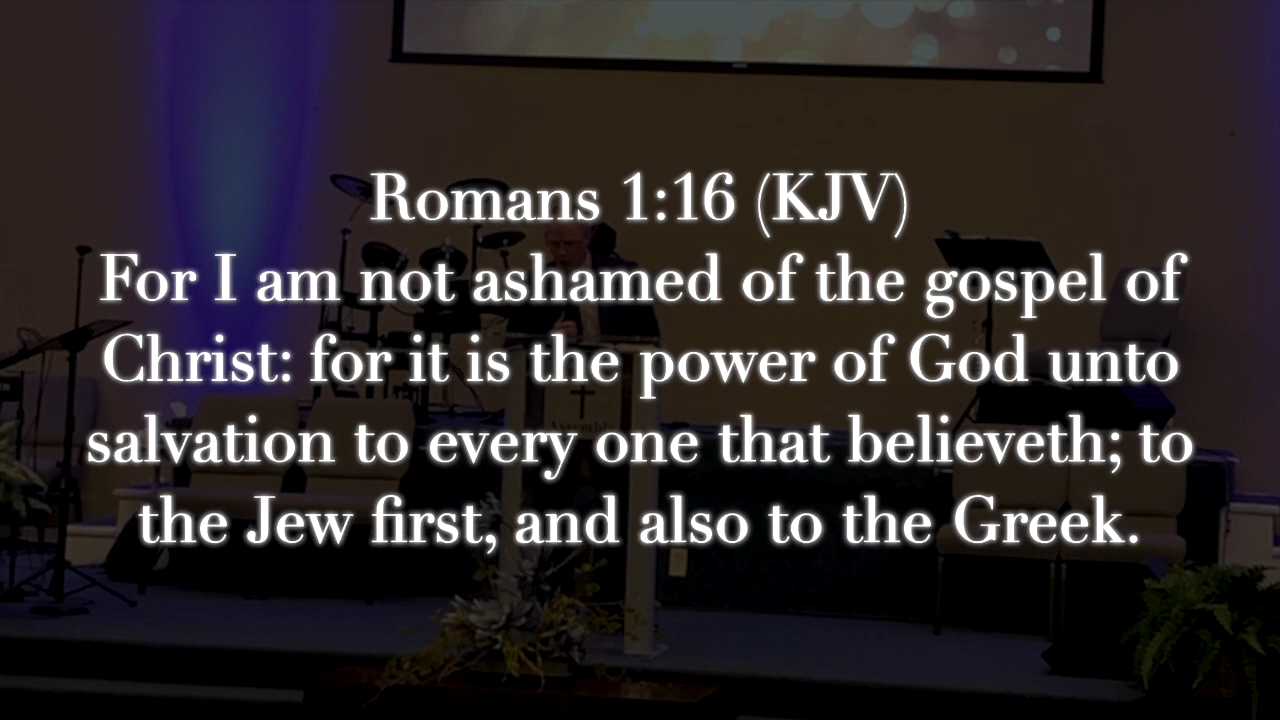 Romans 1:16 (KJV)
For I am not ashamed of the gospel of
Christ: for it is the power of God unto
salvation to every one that believeth; to
the Jew first, and also to the Greek.